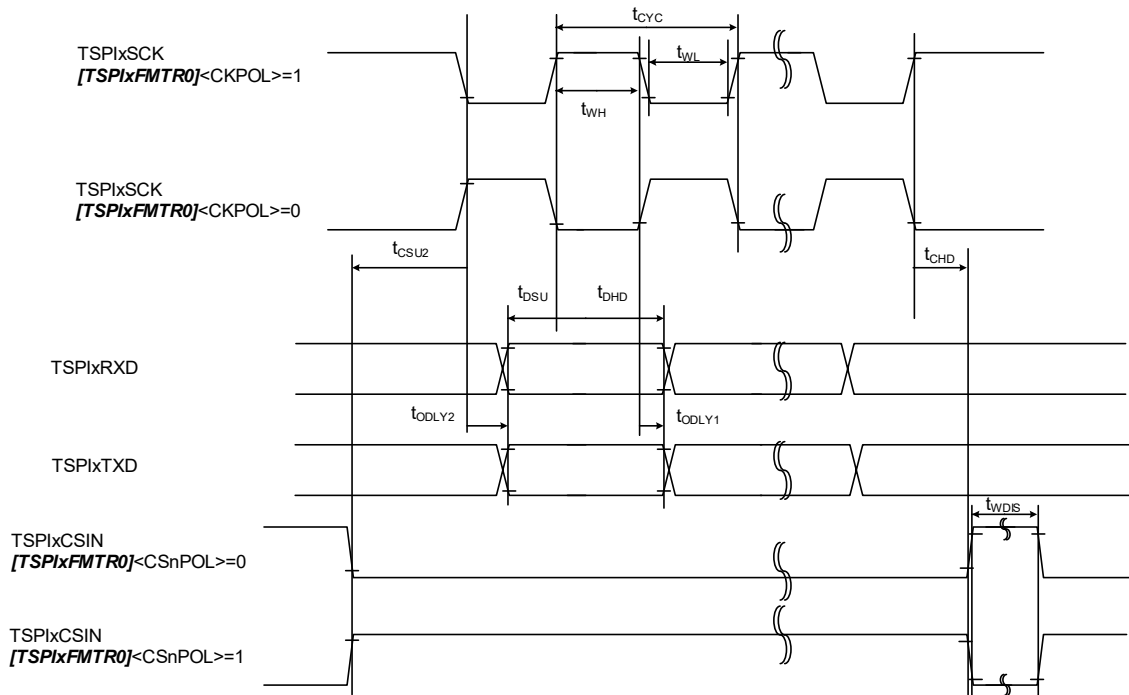 tCYC
TSPIxSCK
[TSPIxFMTR0]<CKPOL>=1
tWL
tWH
TSPIxSCK
[TSPIxFMTR0]<CKPOL>=0
tCSU2
tCHD
tDSU
tDHD
TSPIxRXD
tODLY2
tODLY1
TSPIxTXD
tWDIS
TSPIxCSIN
[TSPIxFMTR0]<CSnPOL>=0
TSPIxCSIN
[TSPIxFMTR0]<CSnPOL>=1